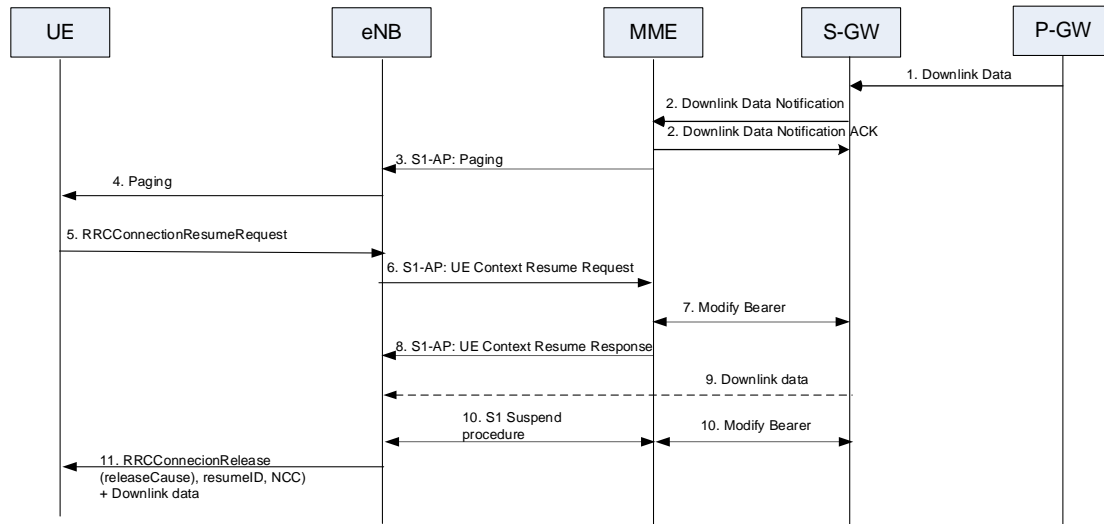 UE
eNB
MME
S-GW
P-GW
1. Downlink Data
2. Downlink Data Notification
2. Downlink Data Notification ACK
3. S1-AP: Paging
4. Paging
5. RRCConnectionResumeRequest
6. S1-AP: UE Context Resume Request
7. Modify Bearer
8. S1-AP: UE Context Resume Response
9. Downlink data
10. S1 Suspend
procedure
10. Modify Bearer
11. RRCConnecionRelease
(releaseCause), resumeID, NCC)
+ Downlink data